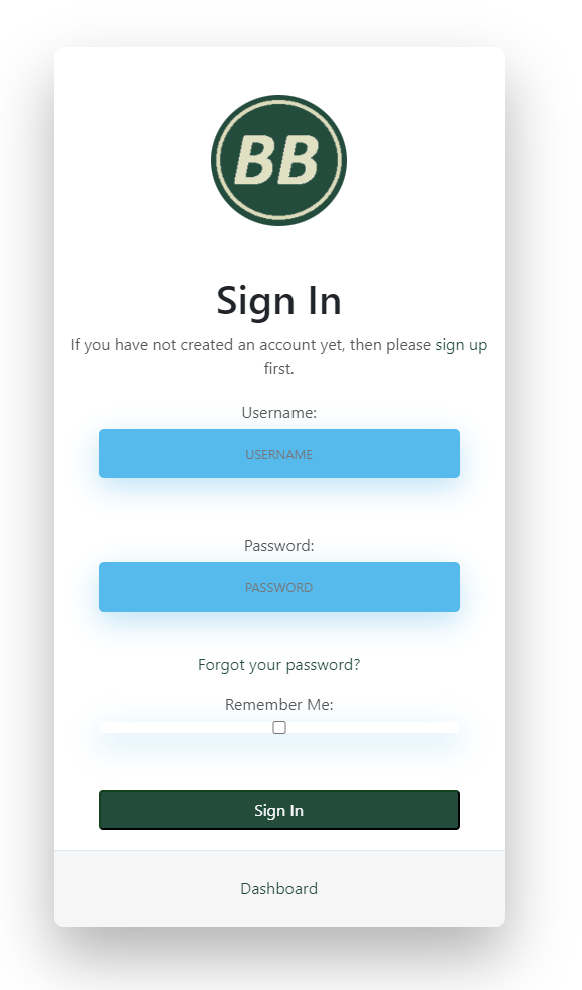 BB
Sign In
If you have not created an account yet, then please sign up
first.
Username:
USERNAME
Password:
PASSWORD
Forgot your password?
Remember Me:
Sign In
Dashboard